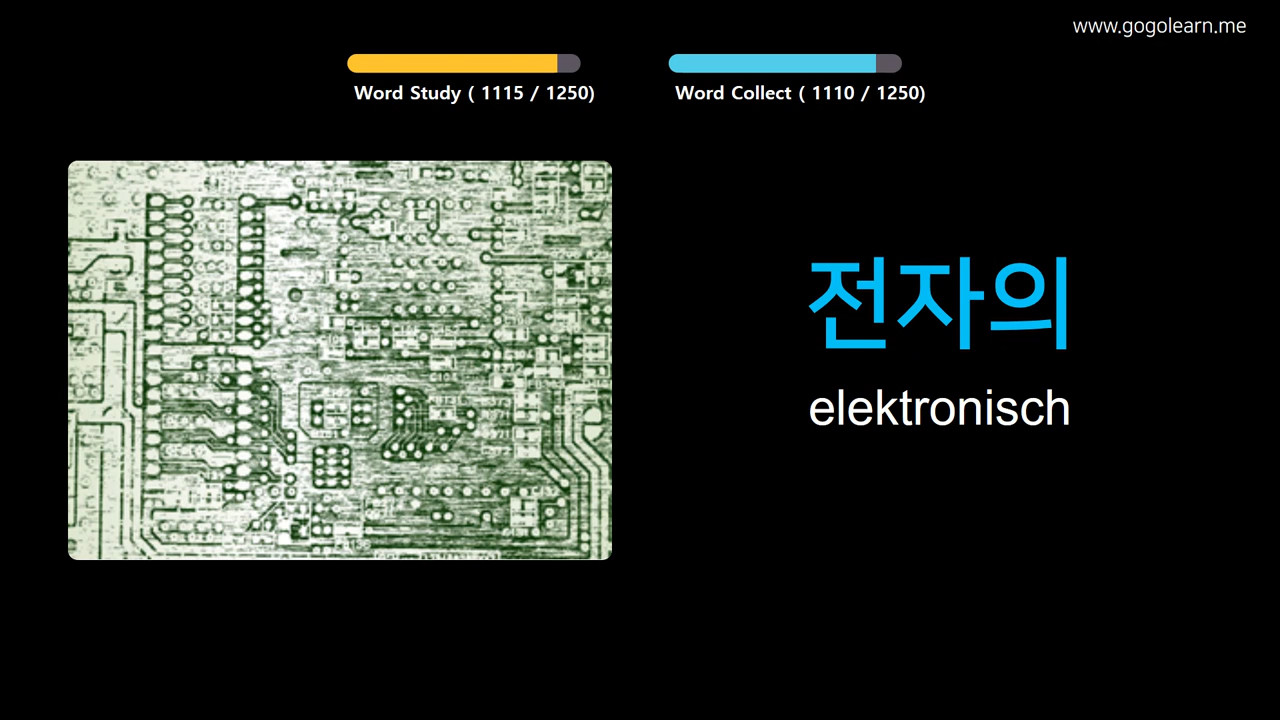 www.gogolearn.me
Word Study ( 1115 / 1250)
Word Collect ( 1110 / 1250)
전자의
elektronisch